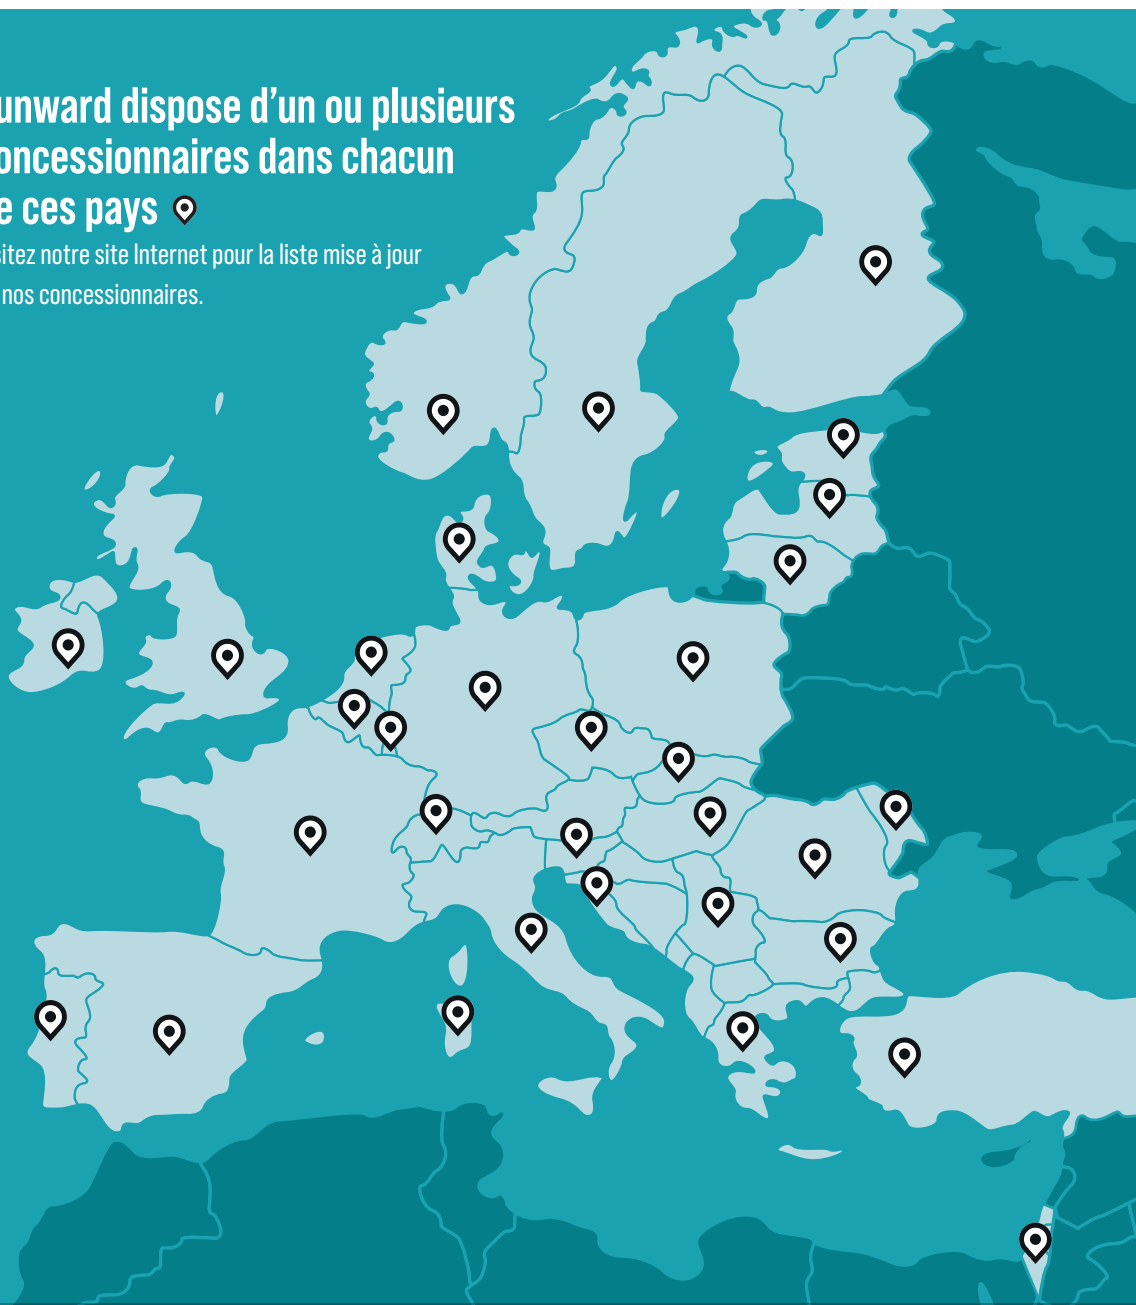 unward dispose d’un ou plusieurs
oncessionnaires dans chacun
e ces pays
sitez notre site Internet pour la liste mise à jour
nos concessionnaires.